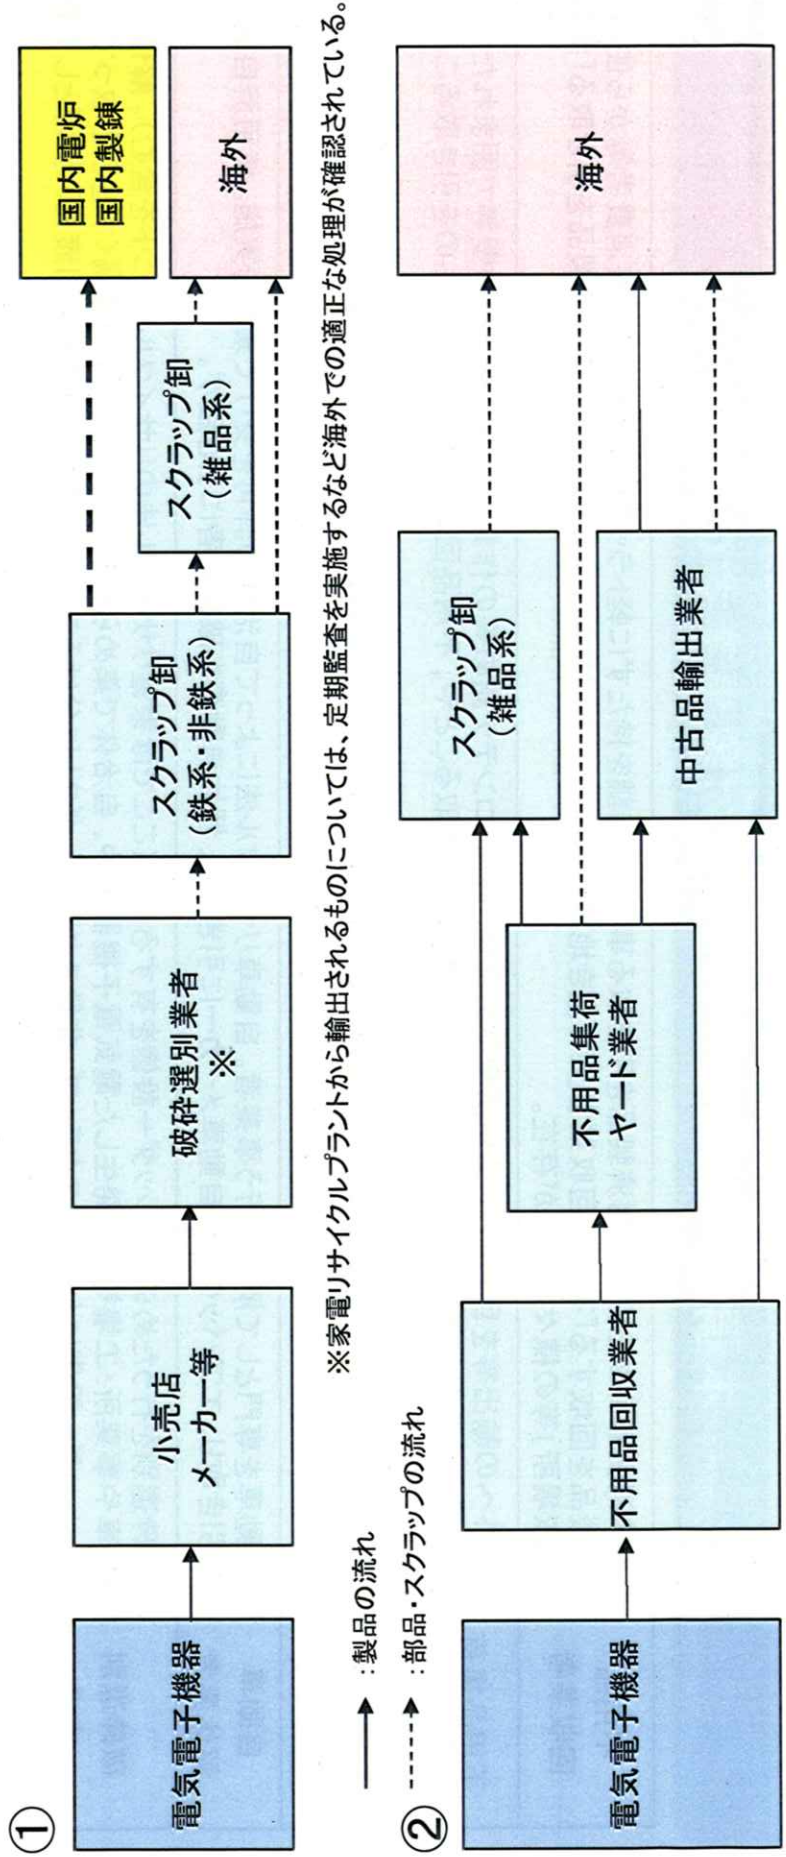 ①
電気電子機器
小売店
メーカー等
破砕選別業者
※
スクラップ卸
(鉄系・非鉄系)
スクラップ卸
(雑品系)
国内電炉
国内製錬
海外
※家電リサイクルプラントから輸出されるものについては、定期監査を実施するなど海外での適正な処理が確認されている。
:製品の流れ
:部品・スクラップの流れ
②
電気電子機器
不用品回収業者
不用品集荷
ヤード業者
スクラップ卸
(雑品系)
中古品輸出業者
海外